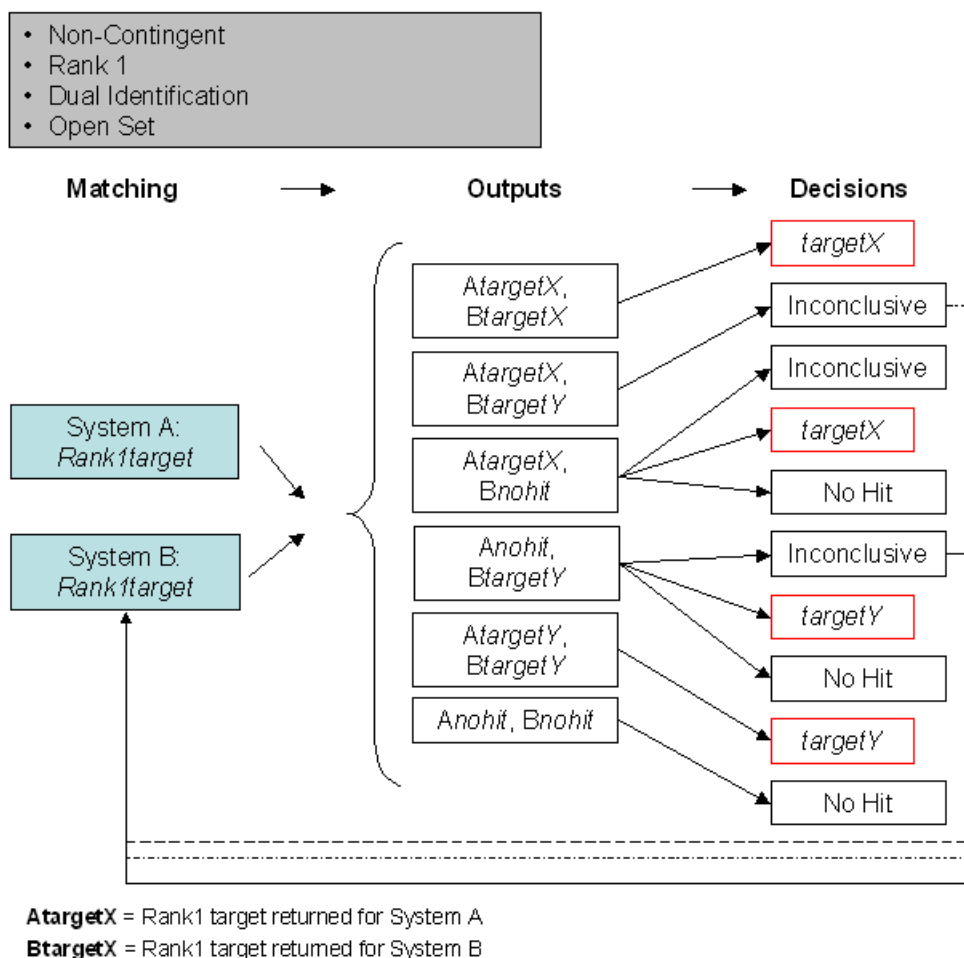 • Non-Contingent
• Rank 1
• Dual Identification
• Open Set
Matching
Outputs
Decisions
System A:
Rank1target
System B:
Rank1target
AtargetX,
BtargetX
AtargetX,
BtargetY
AtargetX,
Bnohit
Anohit,
BtargetY
AtargetY,
BtargetY
Anohit, Bnohit
targetX
Inconclusive
Inconclusive
targetX
No Hit
Inconclusive
targetY
No Hit
targetY
No Hit
AtargetX = Rank1 target returned for System A
BtargetX = Rank1 target returned for System B